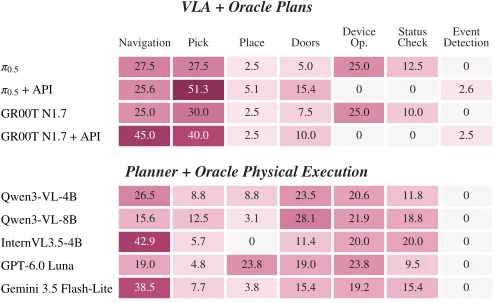 VLA + Oracle Plans
Navigation Pick Place Doors Device Op. Status Check Event Detection
π0.5 27.5 27.5 2.5 5.0 25.0 12.5 0
π0.5 + API 25.6 51.3 5.1 15.4 0 0 2.6
GR00T N1.7 25.0 30.0 2.5 7.5 25.0 10.0 0
GR00T N1.7 + API 45.0 40.0 2.5 10.0 0 0 2.5
Planner + Oracle Physical Execution
Qwen3-VL-4B 26.5 8.8 8.8 23.5 20.6 11.8 0
Qwen3-VL-8B 15.6 12.5 3.1 28.1 21.9 18.8 0
InternVL3.5-4B 42.9 5.7 0 11.4 20.0 20.0 0
GPT-6.0 Luna 19.0 4.8 23.8 19.0 23.8 9.5 0
Gemini 3.5 Flash-Lite 38.5 7.7 3.8 15.4 19.2 15.4 0